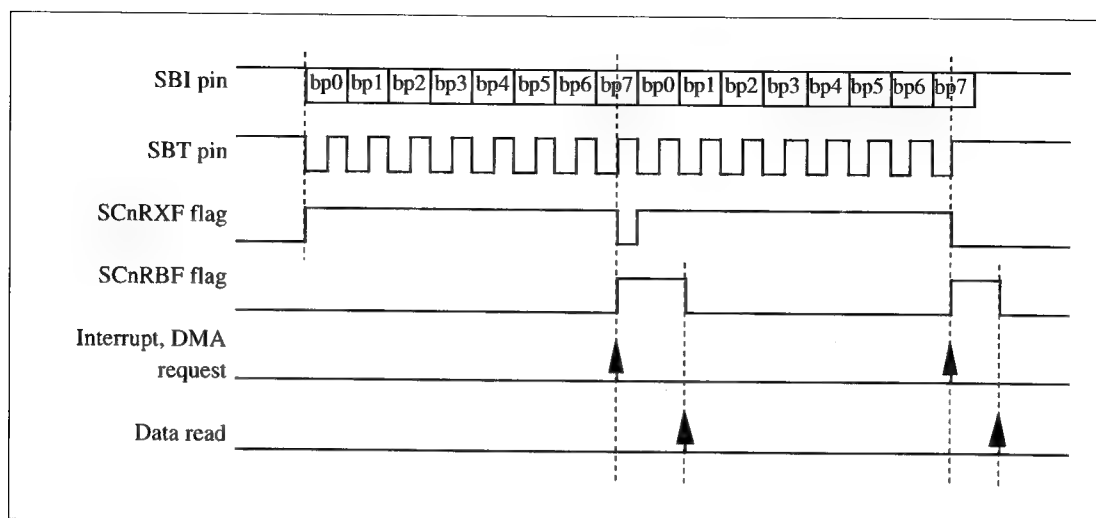 SBI pin
bp0 bp1 bp2 bp3 bp4 bp5 bp6 bp7 bp0 bp1 bp2 bp3 bp4 bp5 bp6 bp7
SBT pin
SCnRXF flag
SCnRBF flag
Interrupt, DMA
request
Data read